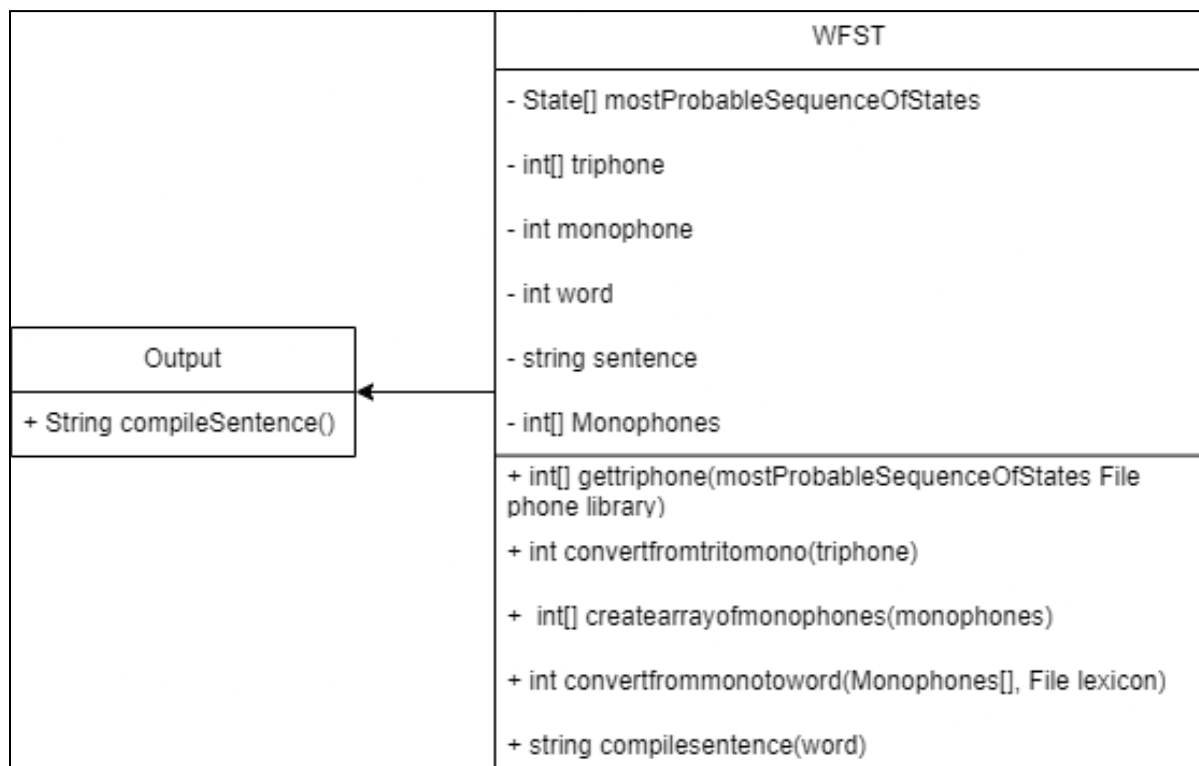 WFST
- State[] mostProbableSequenceOfStates
- int[] triphone
- int monophone
- int word
- string sentence
- int[] Monophones
+ int[] gettriphone(mostProbableSequenceOfStates File
phone library)
+ int convertfromtritomono(triphone)
+ int[] createarrayofmonophones(monophones)
+ int convertfrommonotoword(Monophones[], File lexicon)
+ string compilesentence(word)
Output
+ String compileSentence()